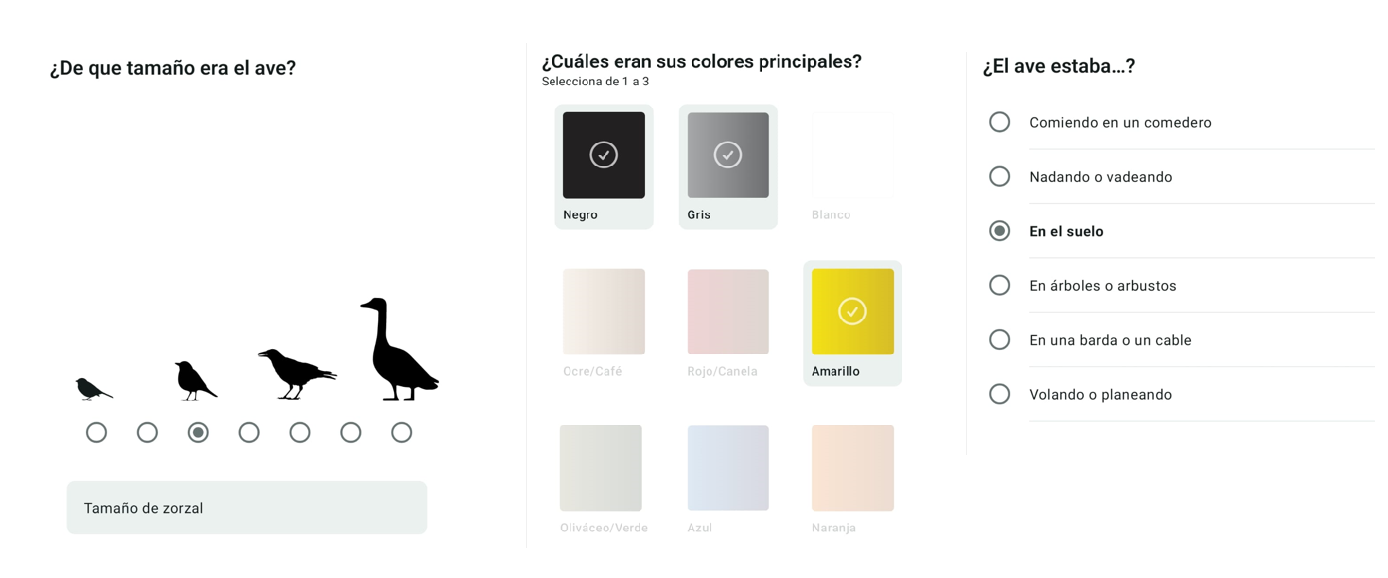 ¿De que tamaño era el ave?
Tamaño de zorzal
¿Cuáles eran sus colores principales?
Selecciona de 1 a 3
Negro
Gris
Blanco
Ocre/Café
Rojo/Canela
Amarillo
Oliváceo/Verde
Azul
Naranja
¿El ave estaba...?
Comiendo en un comedero
Nadando o vadeando
En el suelo
En árboles o arbustos
En una barda o un cable
Volando o planeando